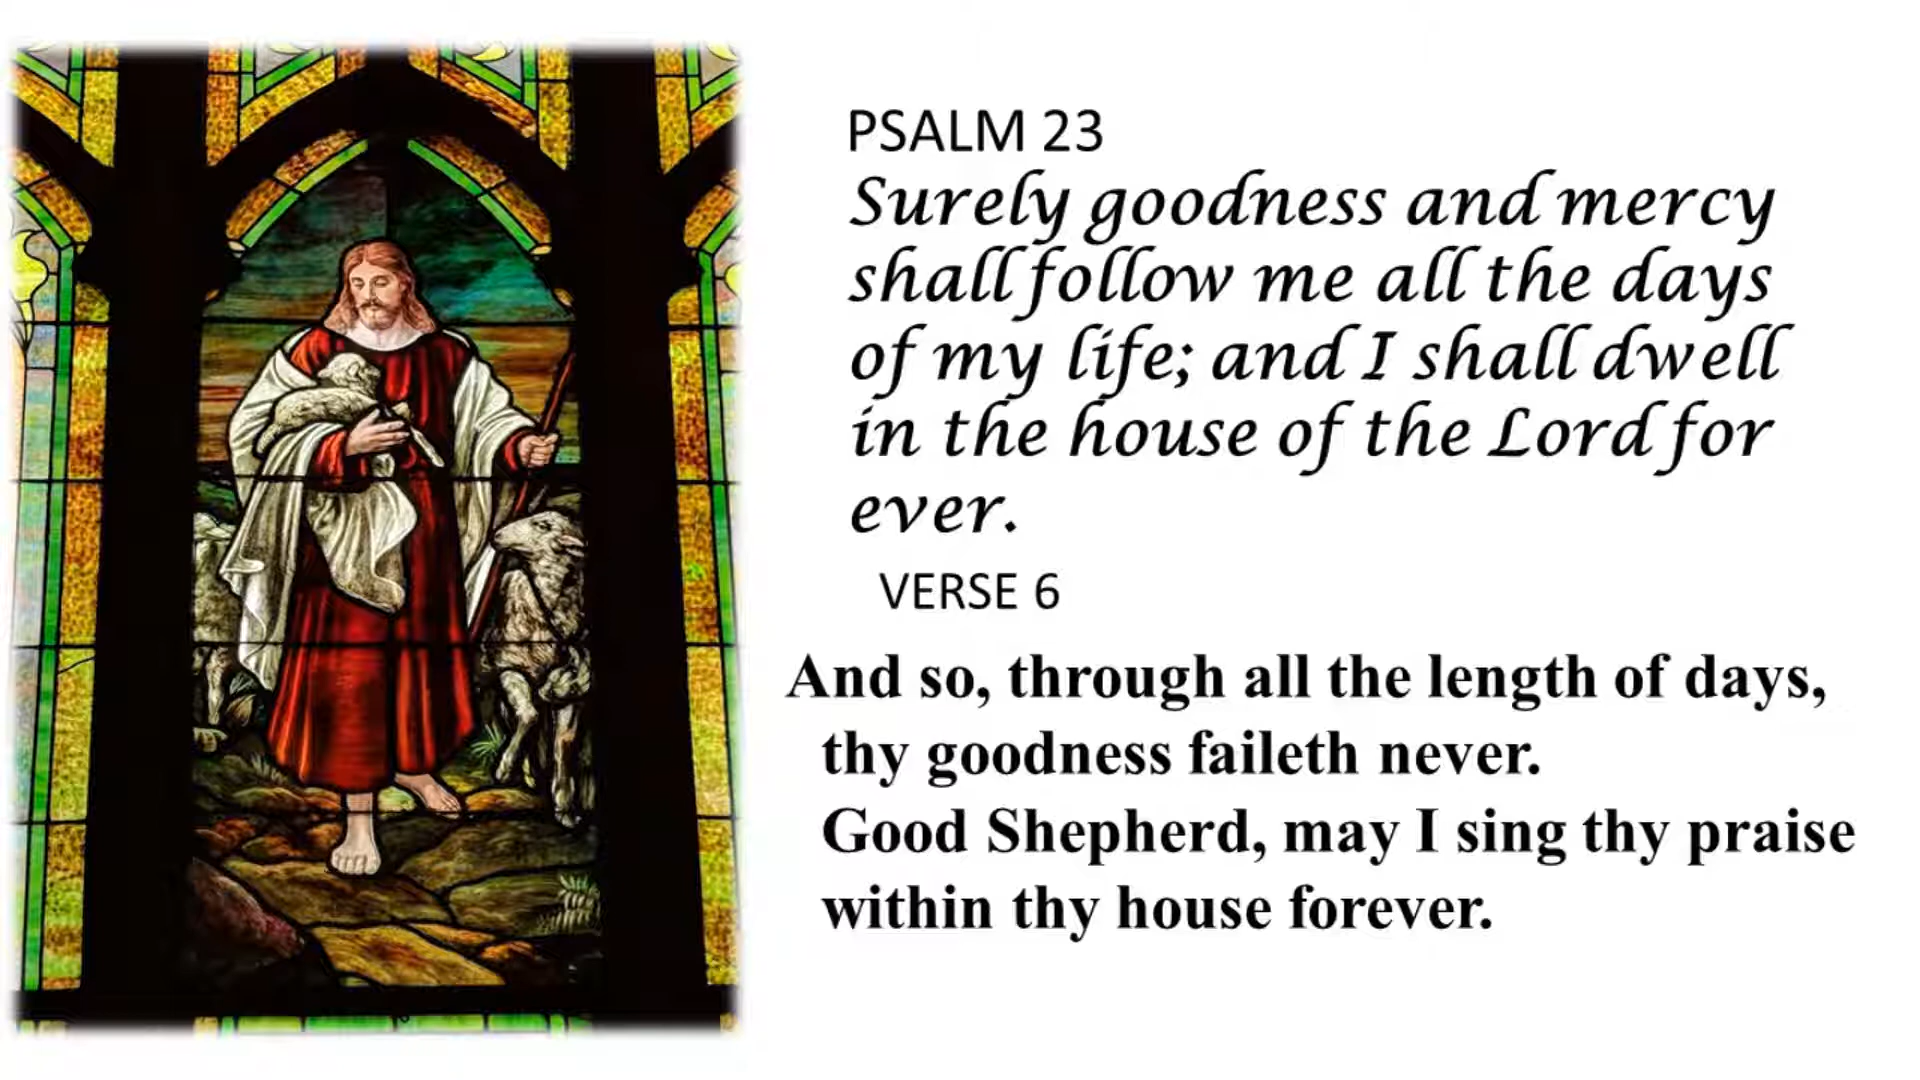 PSALM 23
Surely goodness and mercy
shall follow me all the days
of my life; and I shall dwell
in the house of the Lord for
ever.
VERSE 6
And so, through all the length of days,
thy goodness faileth never.
Good Shepherd, may I sing thy praise
within thy house forever.